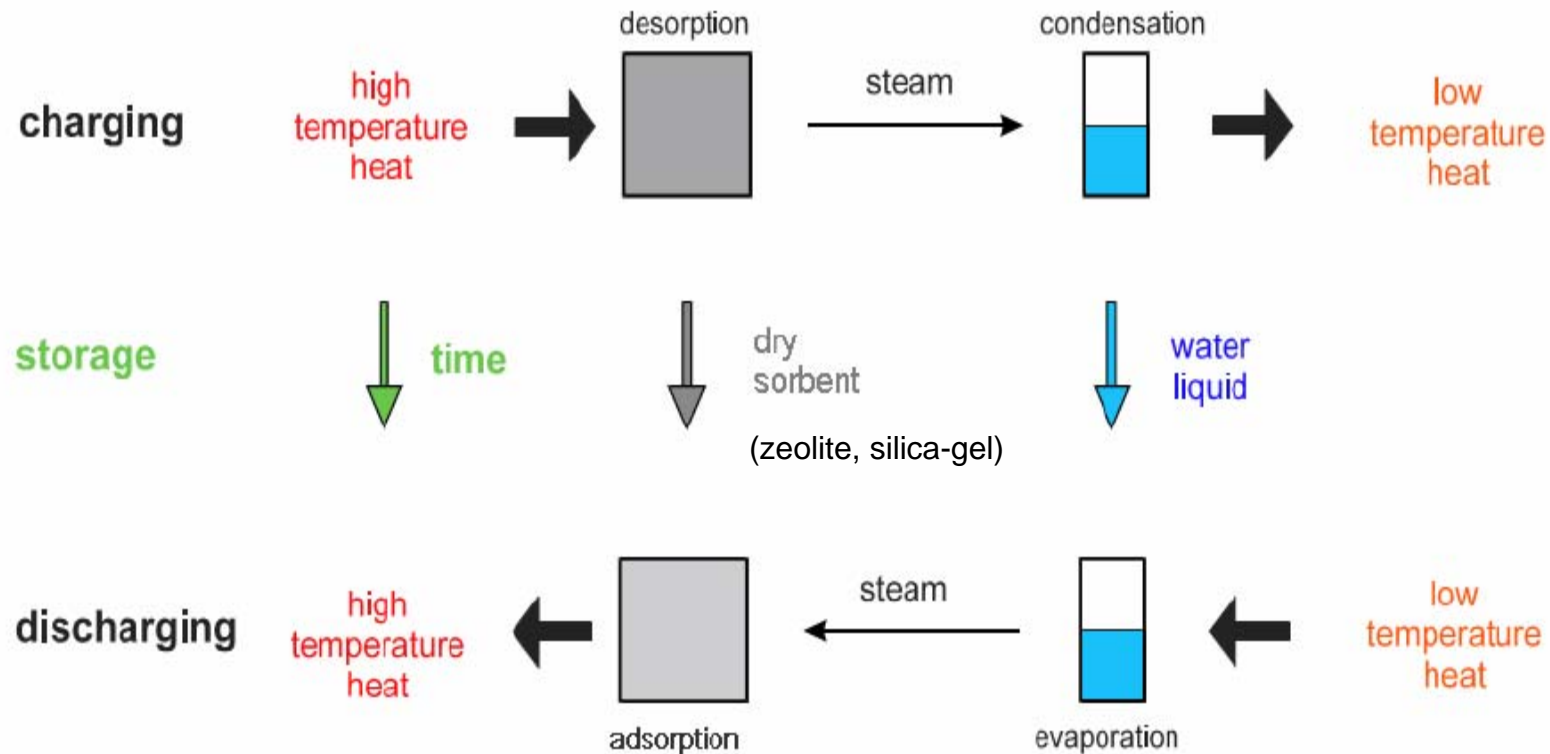 desorption
condensation
charging
high
temperature
heat
steam
low
temperature
heat
storage
time
dry
sorbent
(zeolite, silica-gel)
water
liquid
discharging
high
temperature
heat
steam
low
temperature
heat
adsorption
evaporation